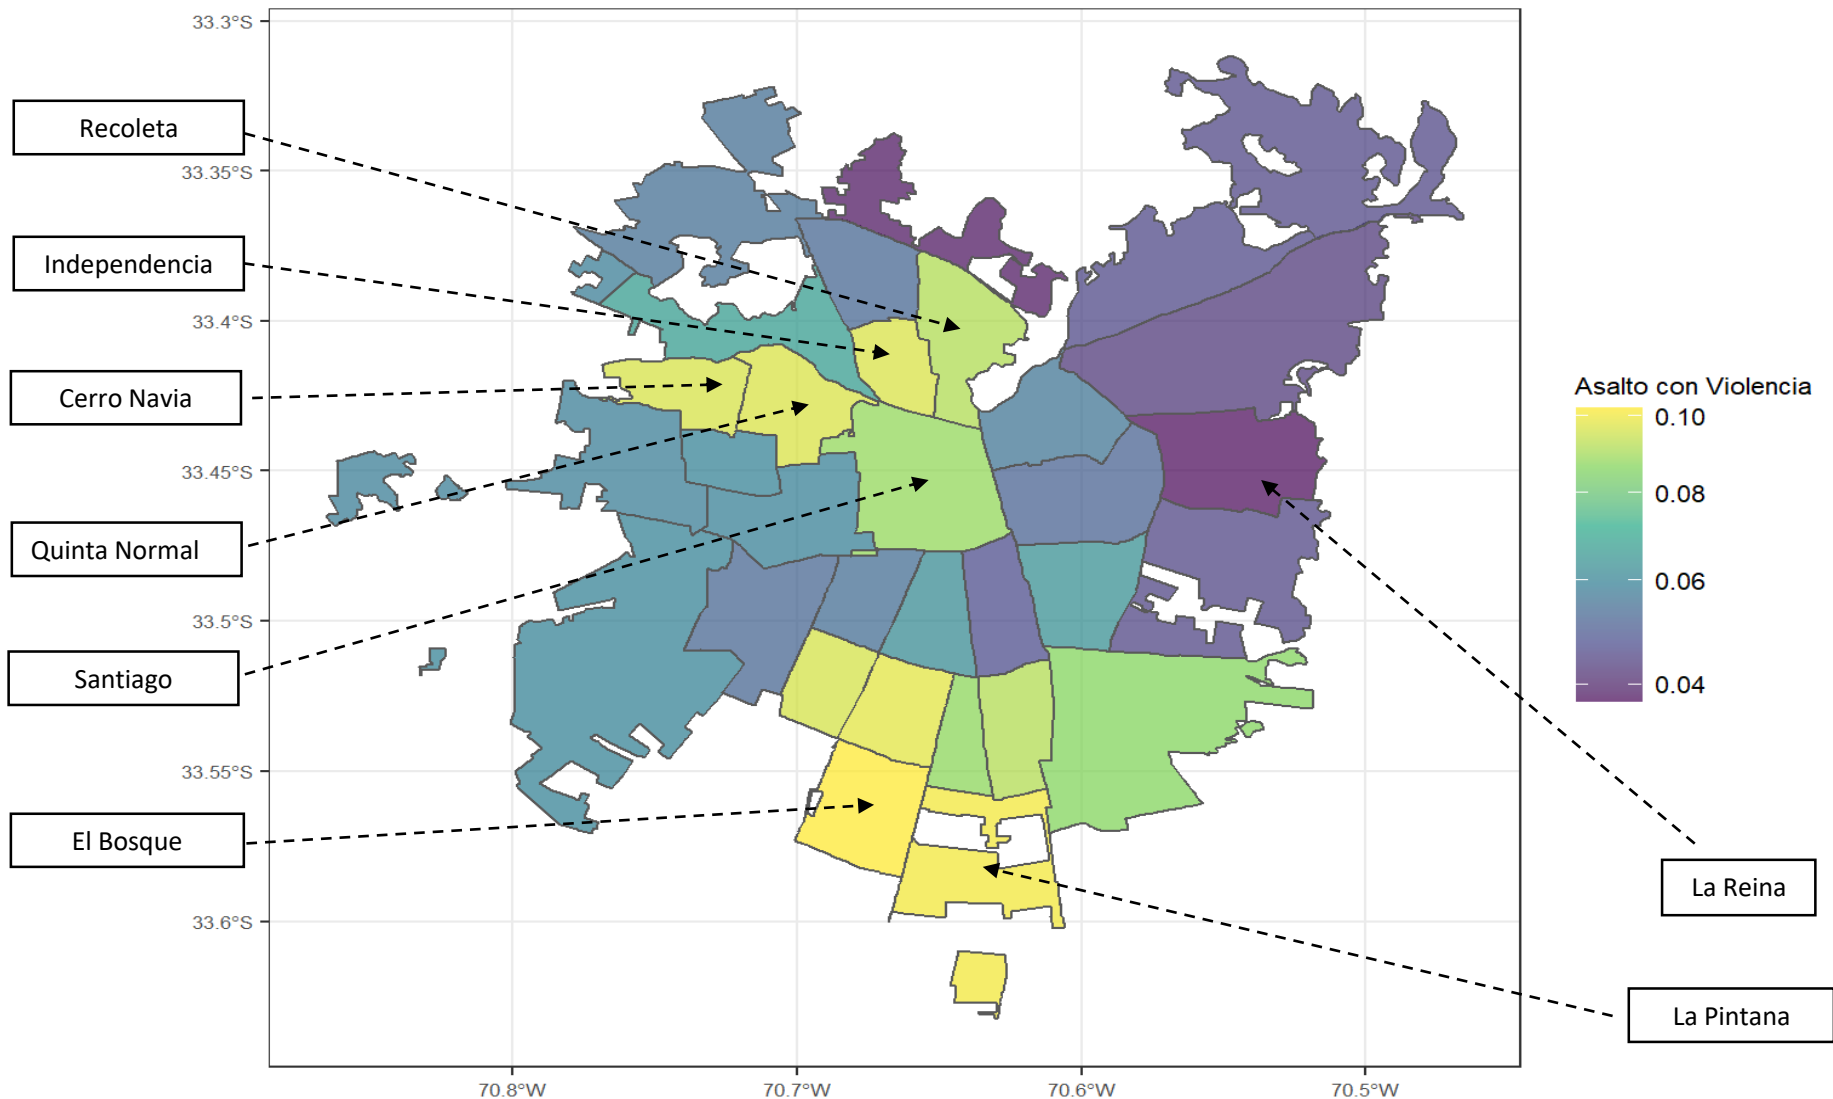 33.3°S
33.35°S
33.4°S
33.45°S
33.5°S
33.55°S
33.6°S
70.8°W
70.7°W
70.6°W
70.5°W
Recoleta
Independencia
Cerro Navia
Quinta Normal
Santiago
El Bosque
La Reina
La Pintana
Asalto con Violencia
0.10
0.08
0.06
0.04